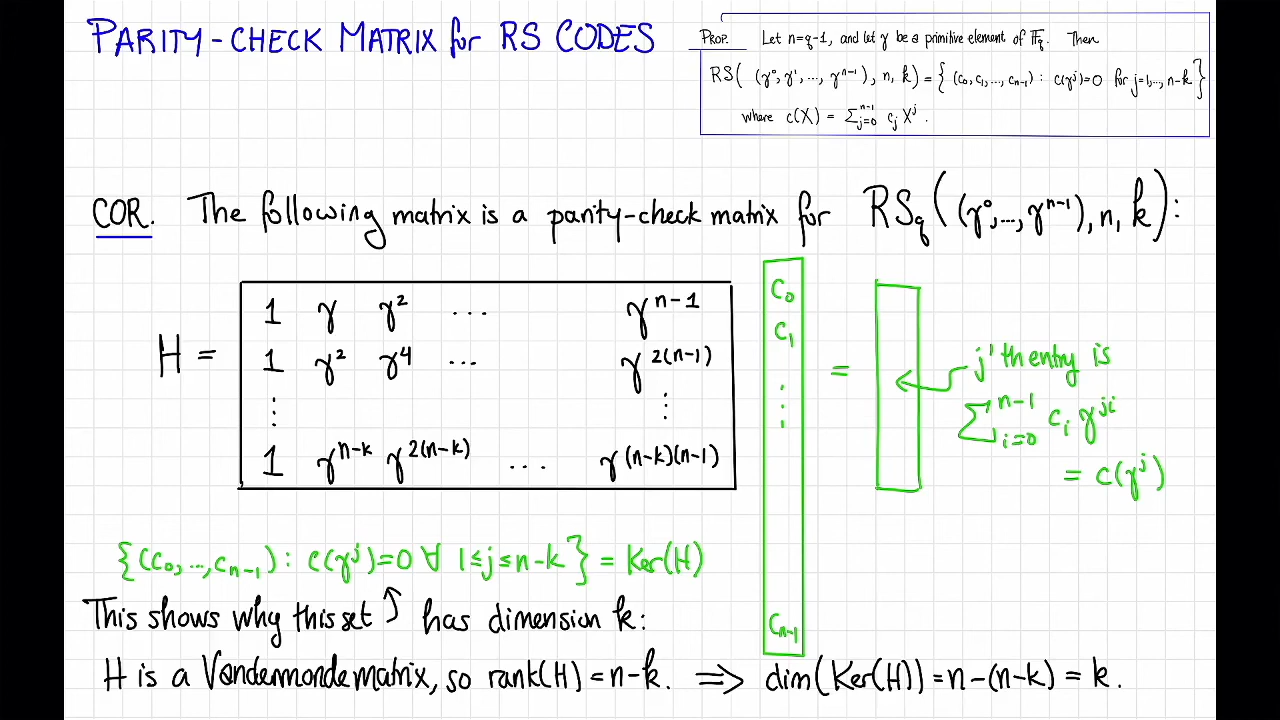 PARITY-CHECK MATRIX for RS CODES
PROP. Let n=q-1, and let γ be a primitive element of 𝔽_q. Then
RS( (γ^0, γ^1, ..., γ^{n-1}), n, k ) = { (c_0, c_1, ..., c_{n-1}) : c(γ^j)=0 for j=1,..., n-k }
where c(X) = Σ_{j=0}^{n-1} c_j X^j .
COR. The following matrix is a parity-check matrix for RS_q ( (γ^0, ..., γ^{n-1}), n, k ) :
H =
1 γ γ^2 ... γ^{n-1}
1 γ^2 γ^4 ... γ^{2(n-1)}
⋮ ⋮
1 γ^{n-k} γ^{2(n-k)} ... γ^{(n-k)(n-1)}
c_0
c_1
⋮
c_{n-1}
=
j'th entry is
Σ_{i=0}^{n-1} c_i γ^{ji}
= c(γ^j)
{ (c_0, ..., c_{n-1}) : c(γ^j)=0 ∀ 1≤j≤n-k } = Ker(H)
This shows why this set ↑ has dimension k:
H is a Vandermonde matrix, so rank(H) = n-k. ⇒ dim(Ker(H)) = n-(n-k) = k.